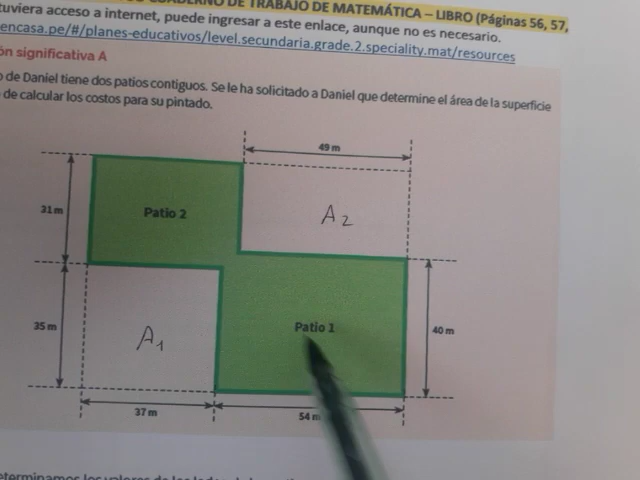 CUADERNO DE TRABAJO DE MATEMÁTICA – LIBRO (Páginas 56, 57,
tuviera acceso a internet, puede ingresar a este enlace, aunque no es necesario.
encasa.pe/#/planes-educativos/level.secundaria.grade.2.speciality.mat/resources
ón significativa A
o de Daniel tiene dos patios contiguos. Se le ha solicitado a Daniel que determine el área de la superficie
de calcular los costos para su pintado.
49 m
31 m
Patio 2
A2
35 m
A1
Patio 1
40 m
37 m
54 m